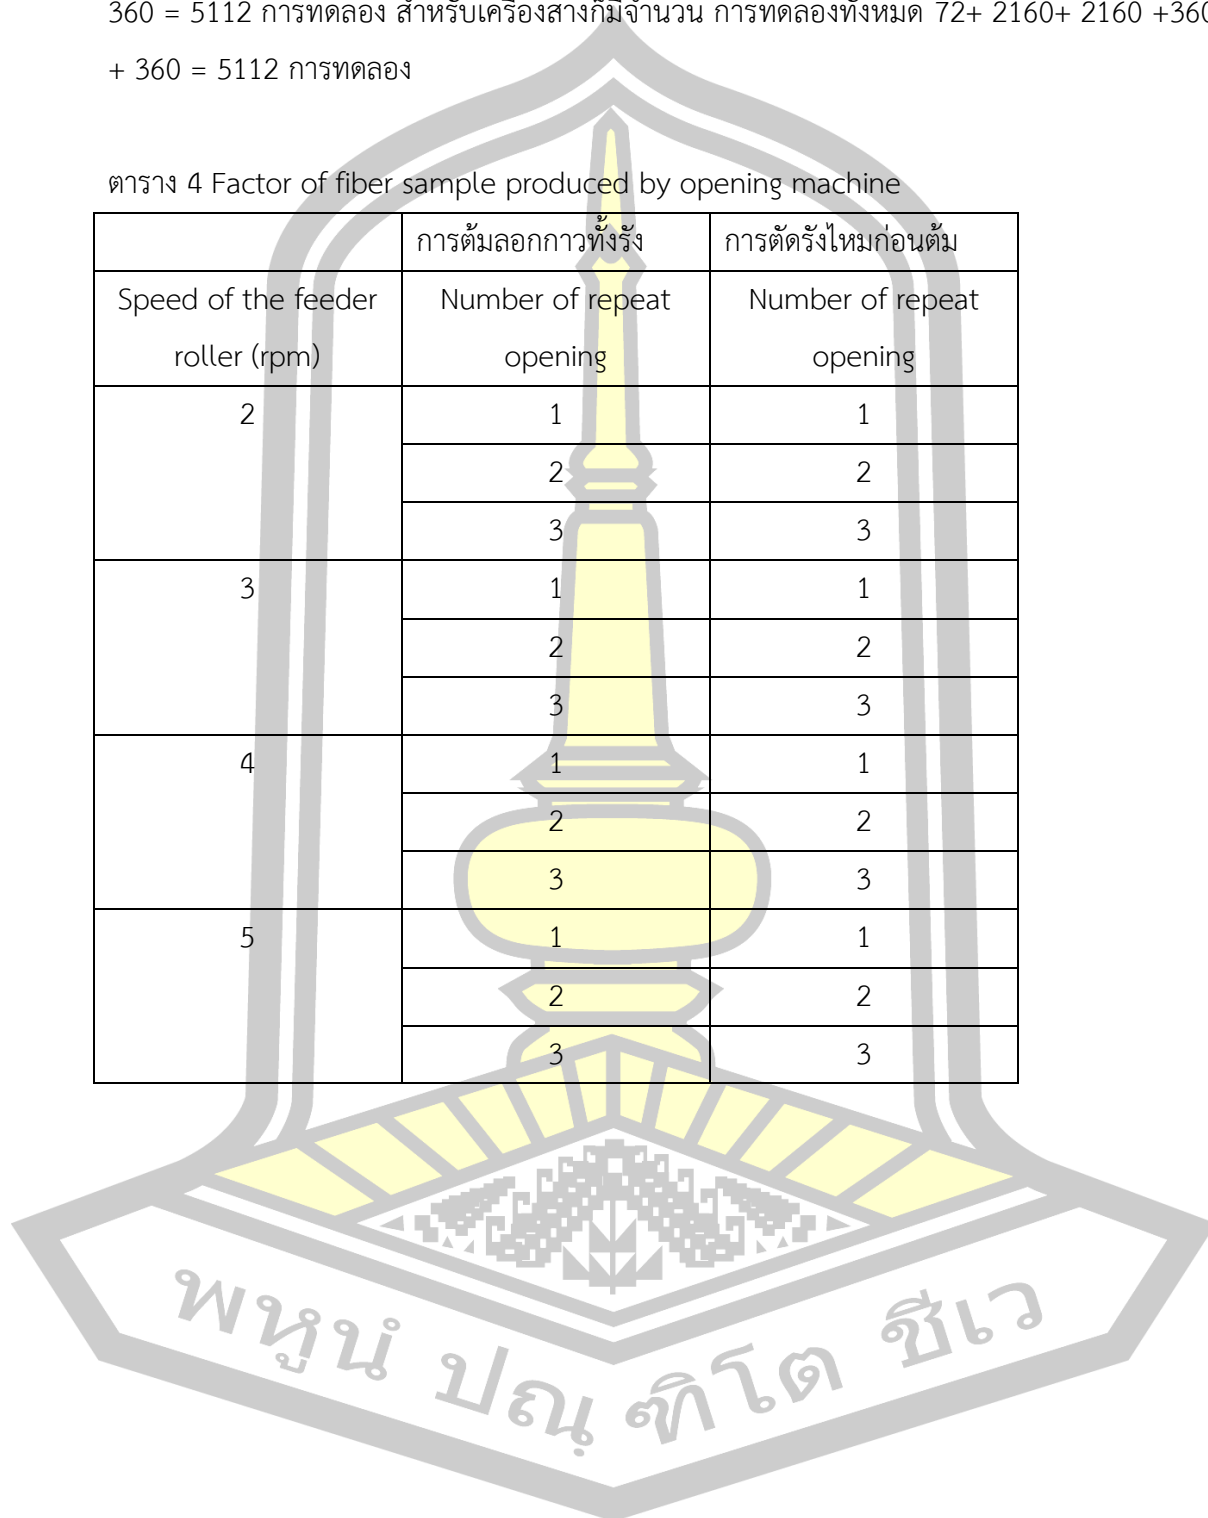 360 = 5112 การทดลอง สำหรับเครื่องสางก็มีจำนวน การทดลองทั้งหมด 72+ 2160+ 2160 +360
+ 360 = 5112 การทดลอง
ตาราง 4 Factor of fiber sample produced by opening machine
การต้มลอกกาวทั้งรัง การตัดรังไหมก่อนต้ม
Speed of the feeder Number of repeat Number of repeat
roller (rpm) opening opening
2 1 1
2 2
3 3
3 1 1
2 2
3 3
4 1 1
2 2
3 3
5 1 1
2 2
3 3
พหูนํ ปณฺฑิโต ชีเว